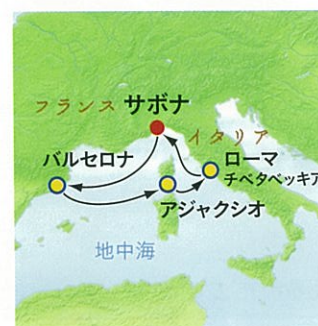 フランス サボナ
イタリア
バルセロナ
ローマ
チベタベッキア
アジャクシオ
地中海